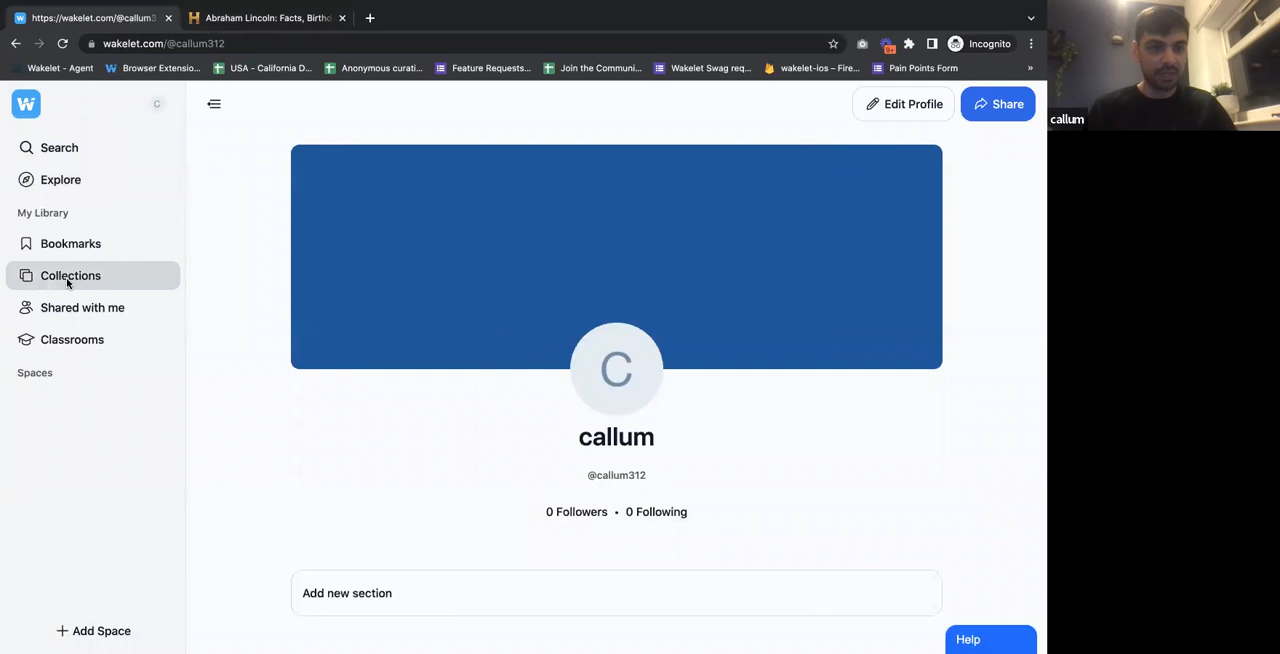 https://wakelet.com/@callum3
Abraham Lincoln: Facts, Birthd
wakelet.com/@callum312
9+
Incognito
Wakelet - Agent
Browser Extensio...
USA - California D...
Anonymous curati...
Feature Requests...
Join the Communi...
Wakelet Swag req...
wakelet-ios – Fire...
Pain Points Form
»
W
C
Edit Profile
Share
callum
Search
Explore
My Library
Bookmarks
Collections
Shared with me
Classrooms
Spaces
C
callum
@callum312
0 Followers • 0 Following
Add new section
Add Space
Help